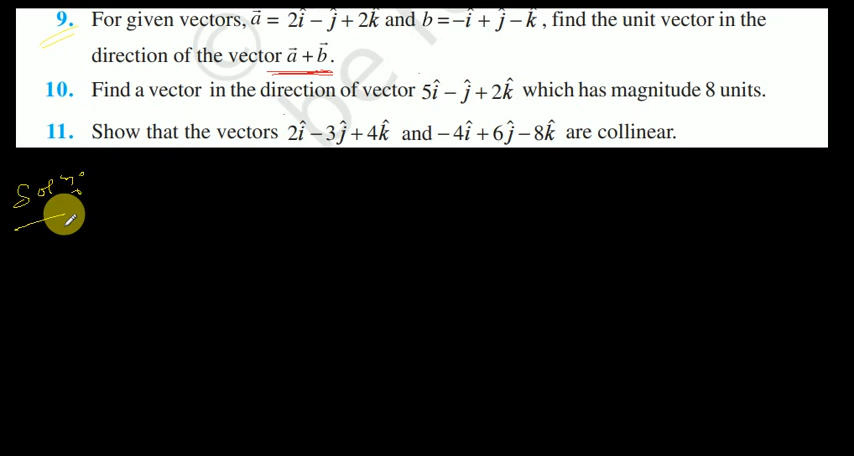 9. For given vectors, a⃗ = 2î – ĵ + 2k̂ and b⃗ = –î + ĵ – k̂ , find the unit vector in the
direction of the vector a⃗ + b⃗.
10. Find a vector in the direction of vector 5î – ĵ + 2k̂ which has magnitude 8 units.
11. Show that the vectors 2î – 3ĵ + 4k̂ and – 4î + 6ĵ – 8k̂ are collinear.
Solⁿ: